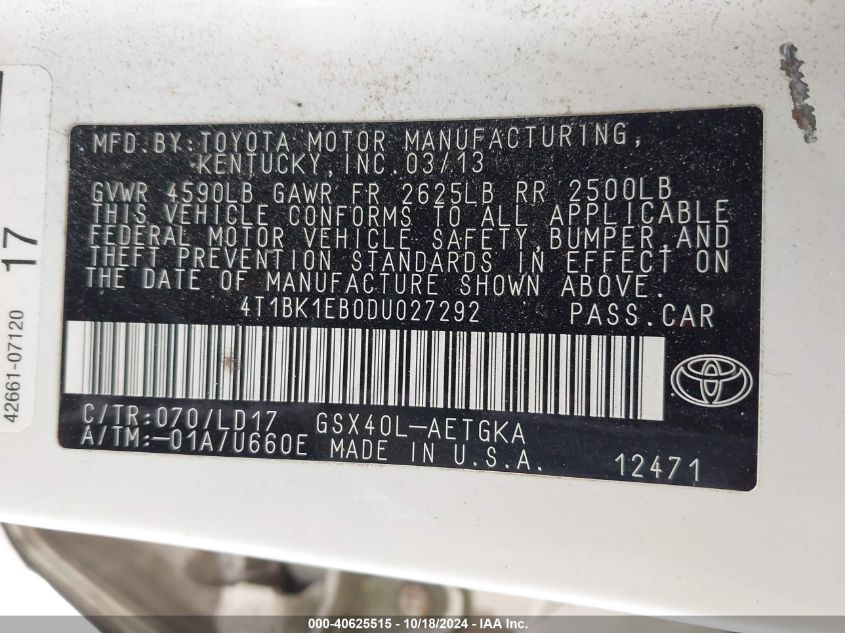 MFD.BY:TOYOTA MOTOR MANUFACTURING,
KENTUCKY,INC.03/13
GVWR 4590LB GAWR FR 2625LB RR 2500LB
THIS VEHICLE CONFORMS TO ALL APPLICABLE
FEDERAL MOTOR VEHICLE SAFETY,BUMPER,AND
THEFT PREVENTION STANDARDS IN EFFECT ON
THE DATE OF MANUFACTURE SHOWN ABOVE.
4T1BK1EB0DU027292 PASS.CAR
C/TR:070/LD17 GSX40L-AETGKA
A/TM:-01A7U660E MADE IN U.S.A. 12471
42661-07120 17
000-40625515 - 10/18/2024 - IAA Inc.